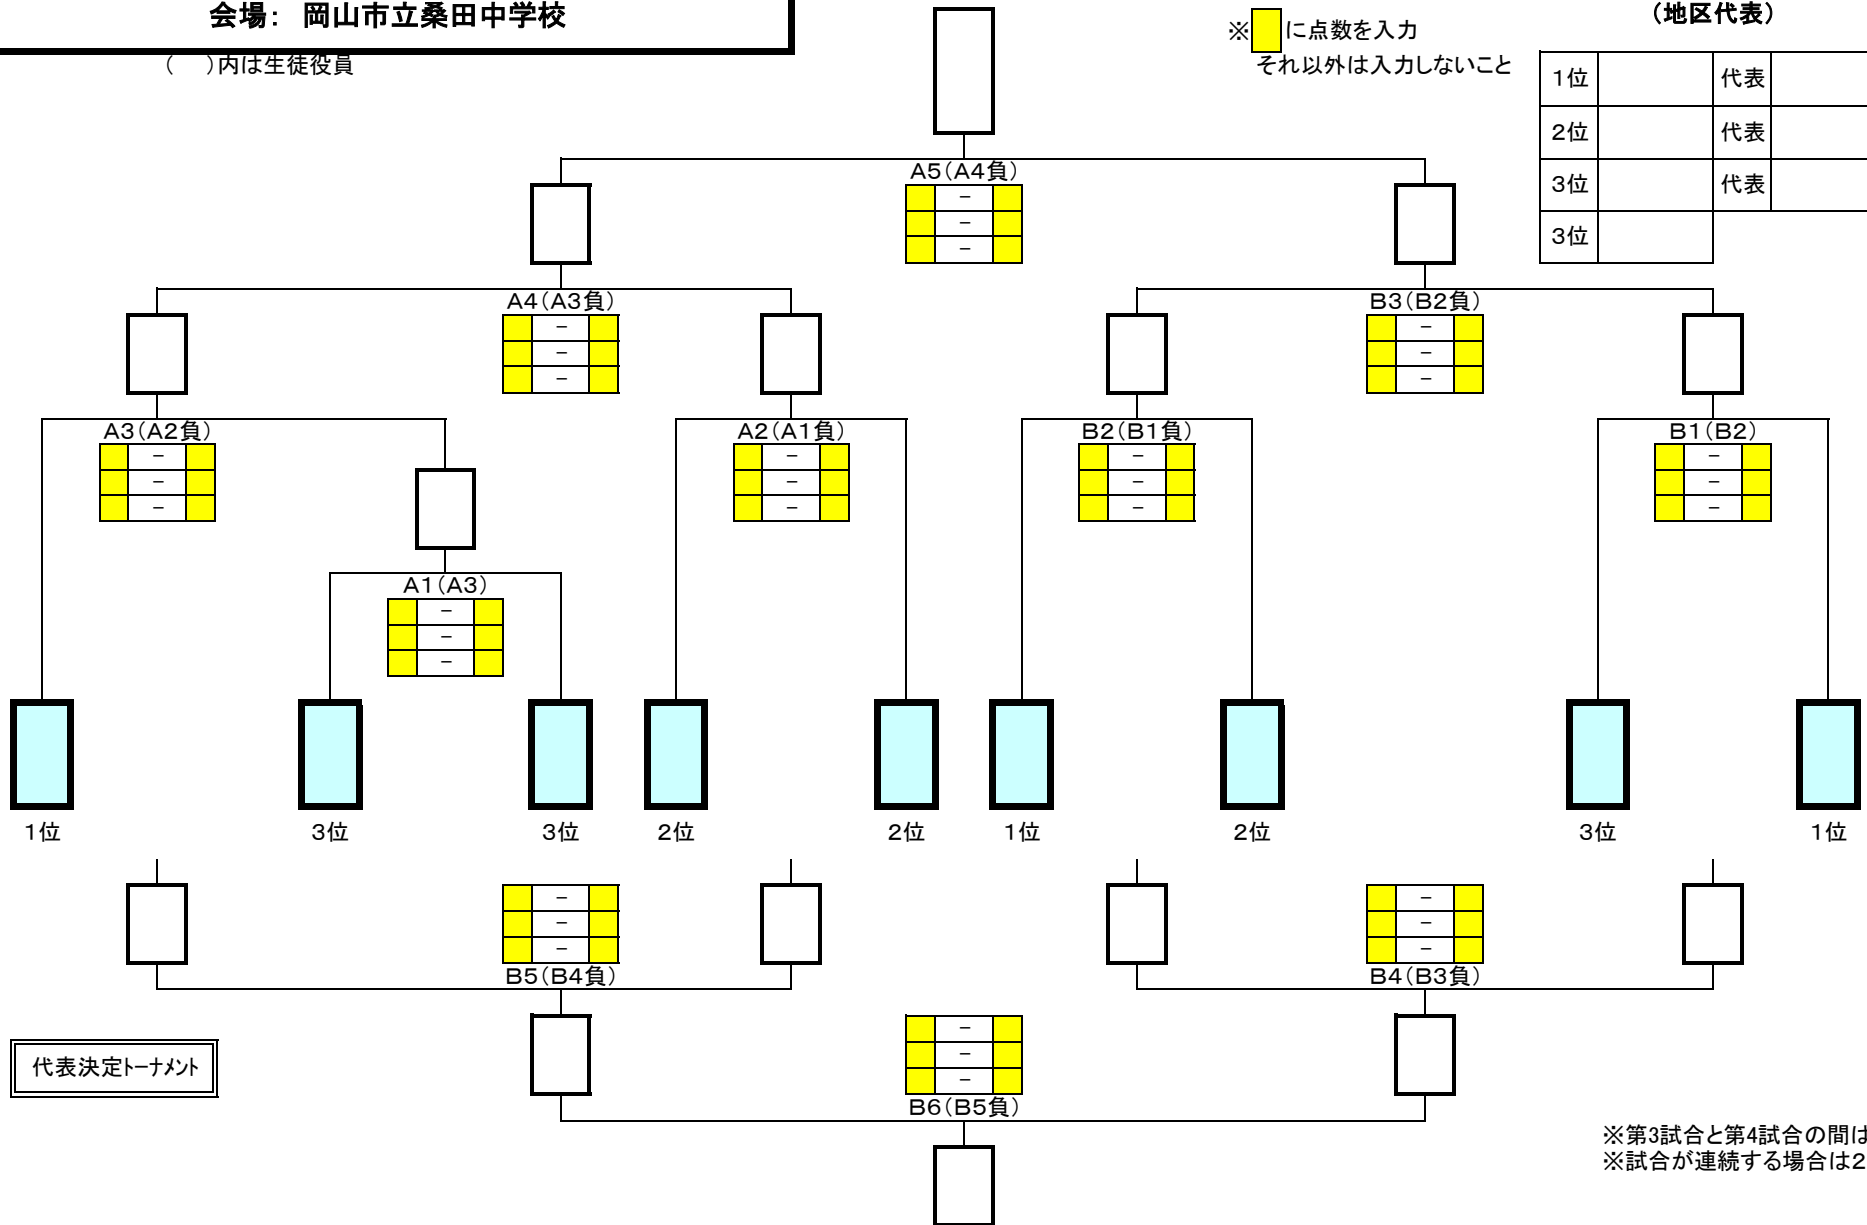 会場： 岡山市立桑田中学校
（　）内は生徒役員
※　に点数を入力
それ以外は入力しないこと
（地区代表）
１位　代表
２位　代表
３位　代表
３位
Ａ５（Ａ４負）
－
－
－
Ａ４（Ａ３負）
－
－
－
Ｂ３（Ｂ２負）
－
－
－
Ａ３（Ａ２負）
－
－
－
Ａ２（Ａ１負）
－
－
－
Ｂ２（Ｂ１負）
－
－
－
Ｂ１（Ｂ２）
－
－
－
Ａ１（Ａ３）
－
－
－
１位　３位　３位　２位　２位　１位　２位　３位　１位
－
－
－
Ｂ５（Ｂ４負）
－
－
－
Ｂ４（Ｂ３負）
代表決定トーナメント
－
－
－
Ｂ６（Ｂ５負）
※第3試合と第4試合の間は
※試合が連続する場合は2